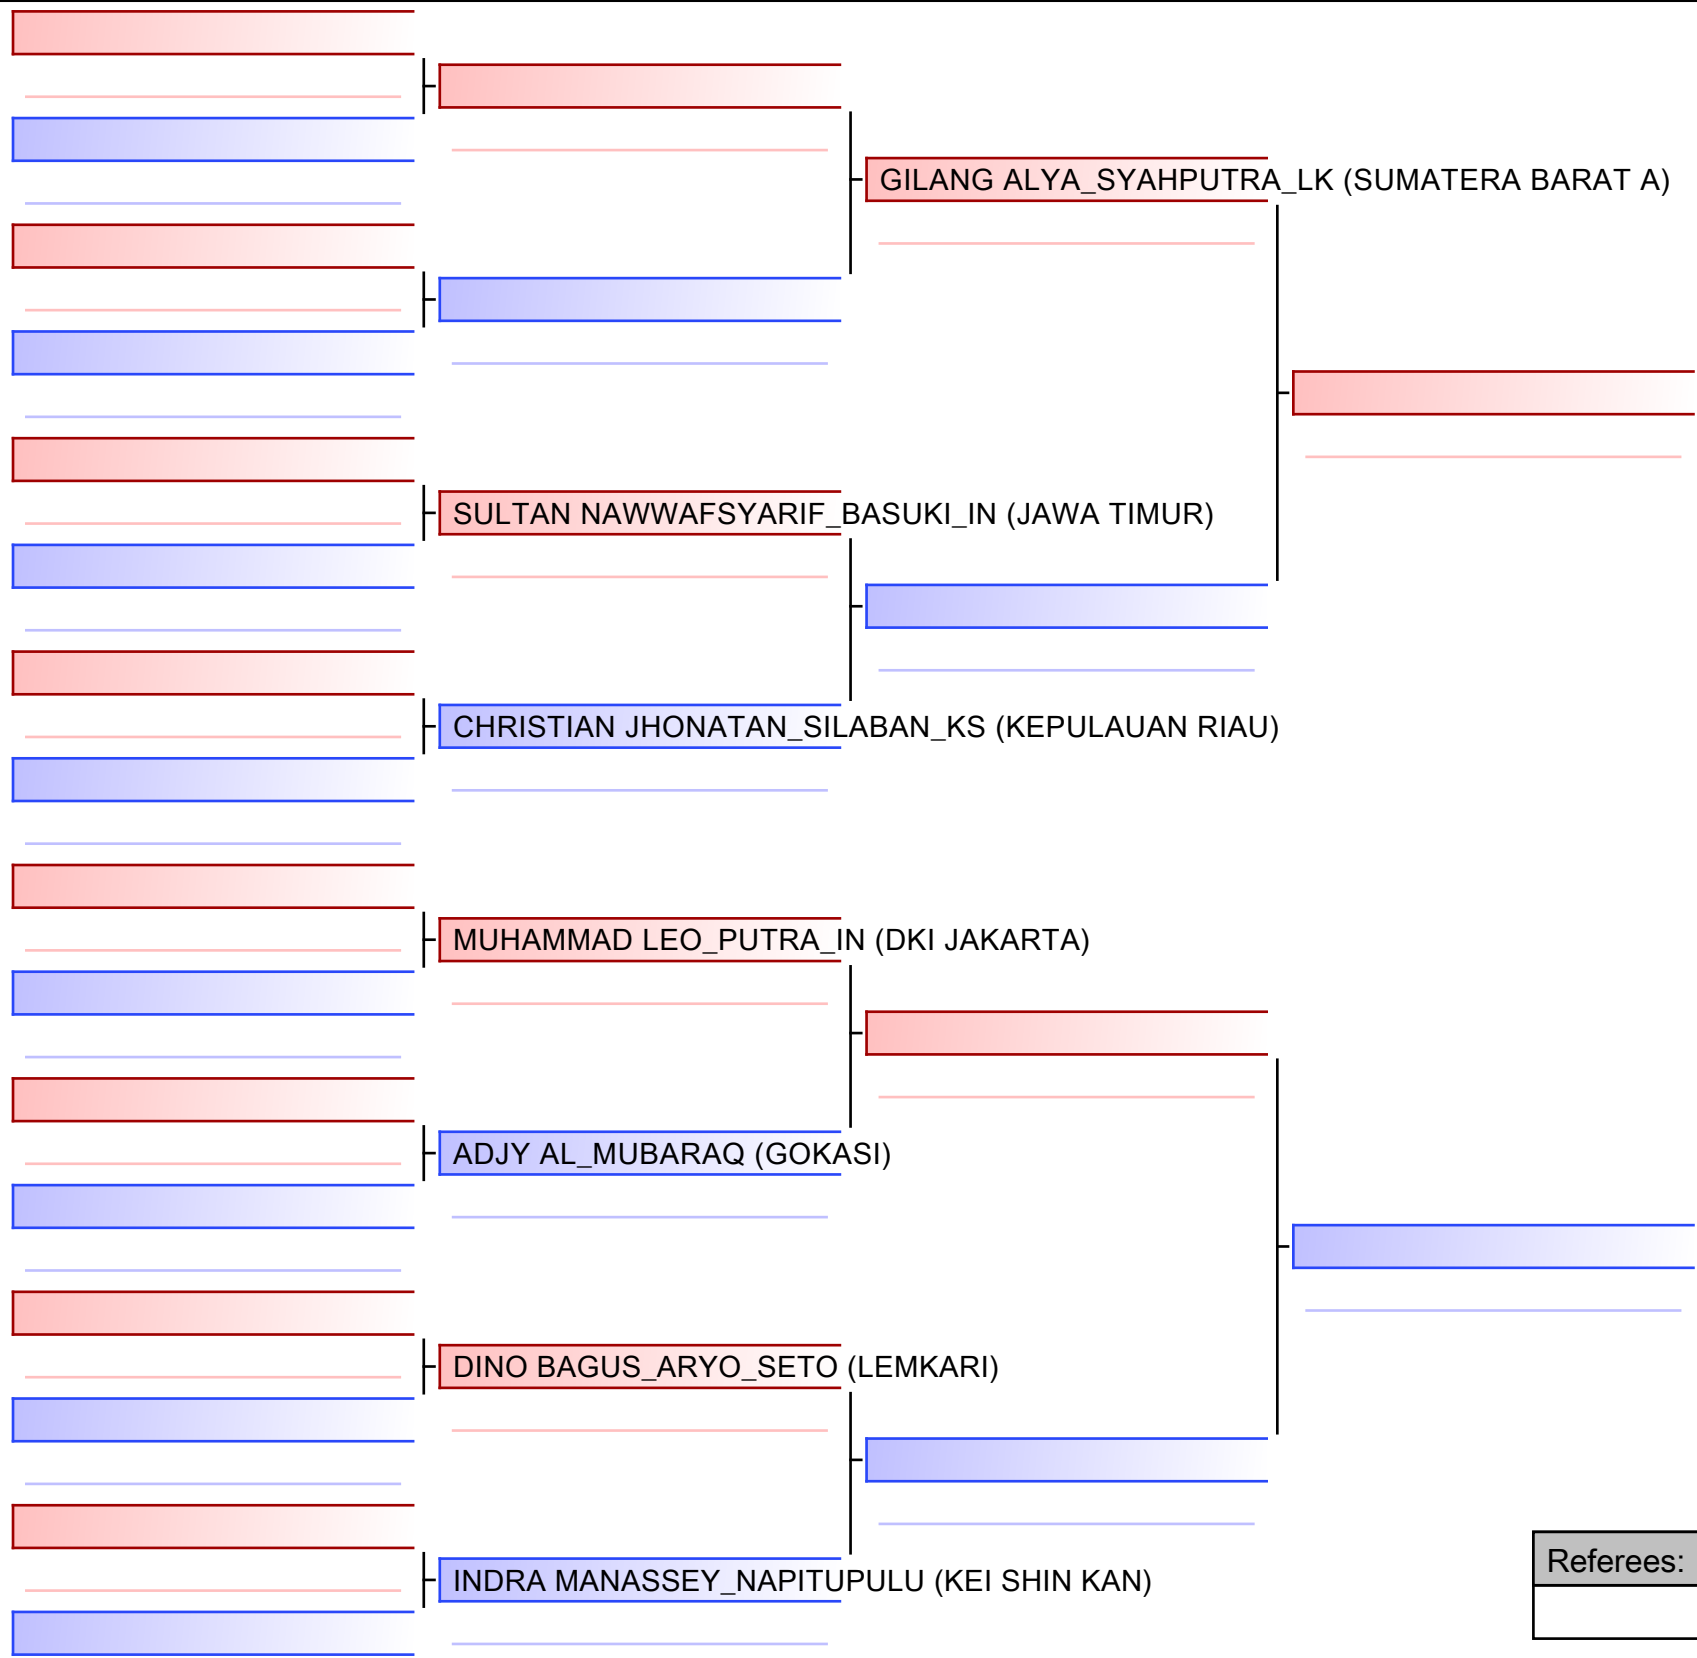 GILANG ALYA_SYAHPUTRA_LK (SUMATERA BARAT A)
SULTAN NAWWAFSYARIF_BASUKI_IN (JAWA TIMUR)
CHRISTIAN JHONATAN_SILABAN_KS (KEPULAUAN RIAU)
MUHAMMAD LEO_PUTRA_IN (DKI JAKARTA)
ADJY AL_MUBARAQ (GOKASI)
DINO BAGUS_ARYO_SETO (LEMKARI)
INDRA MANASSEY_NAPITUPULU (KEI SHIN KAN)
Referees: